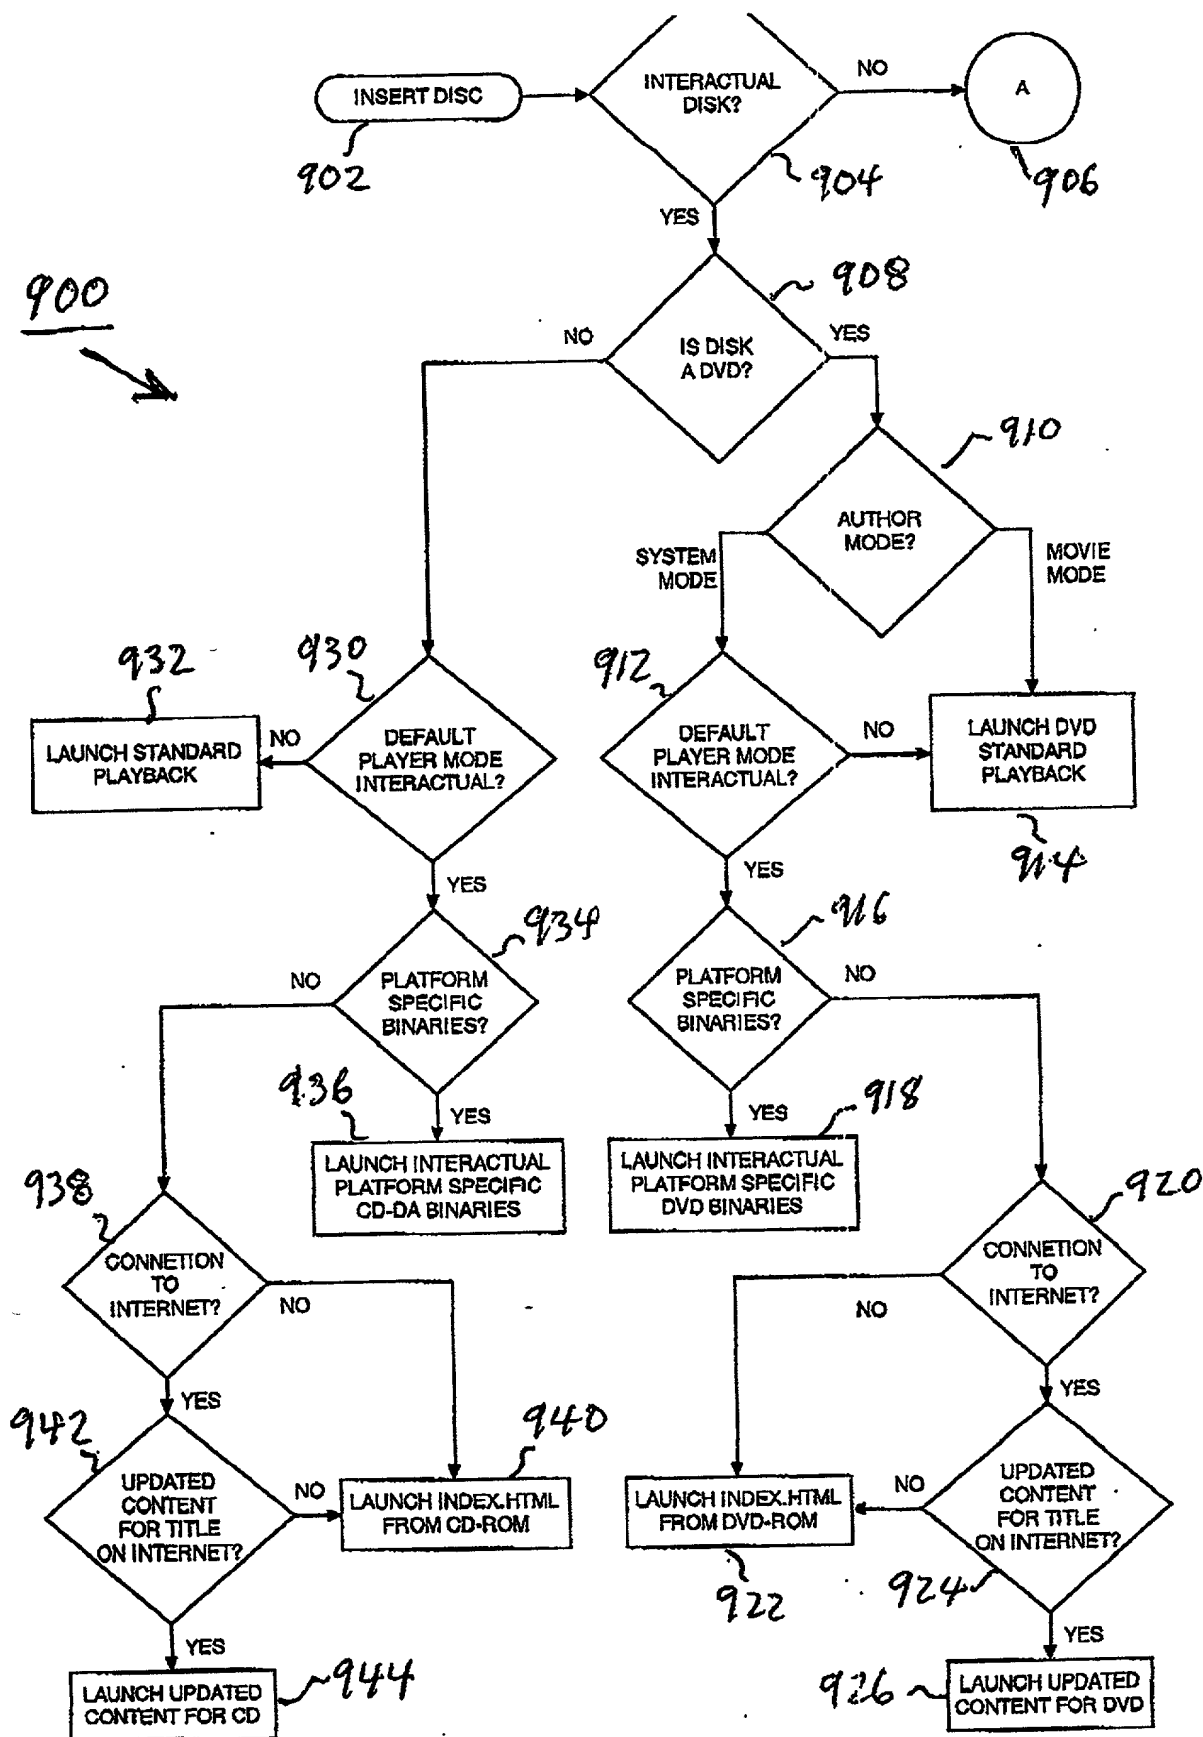 INTERACTUAL
DISK?
NO
A
INSERT DISC
902
904
906
YES
900
908
NO
YES
IS DISK
A DVD?
910
AUTHOR
MODE?
SYSTEM
MODE
MOVIE
MODE
932
930
912
LAUNCH STANDARD
PLAYBACK
NO
DEFAULT
PLAYER MODE
INTERACTUAL?
DEFAULT
PLAYER MODE
INTERACTUAL?
NO
LAUNCH DVD
STANDARD
PLAYBACK
914
YES
YES
934
916
NO
PLATFORM
SPECIFIC
BINARIES?
PLATFORM
SPECIFIC
BINARIES?
NO
936
YES
YES
918
LAUNCH INTERACTUAL
PLATFORM SPECIFIC
CD-DA BINARIES
LAUNCH INTERACTUAL
PLATFORM SPECIFIC
DVD BINARIES
938
920
CONNETION
TO
INTERNET?
NO
CONNETION
TO
INTERNET?
NO
YES
YES
942
940
UPDATED
CONTENT
FOR TITLE
ON INTERNET?
NO
LAUNCH INDEX.HTML
FROM CD-ROM
LAUNCH INDEX.HTML
FROM DVD-ROM
NO
UPDATED
CONTENT
FOR TITLE
ON INTERNET?
922
924
YES
YES
944
926
LAUNCH UPDATED
CONTENT FOR CD
LAUNCH UPDATED
CONTENT FOR DVD